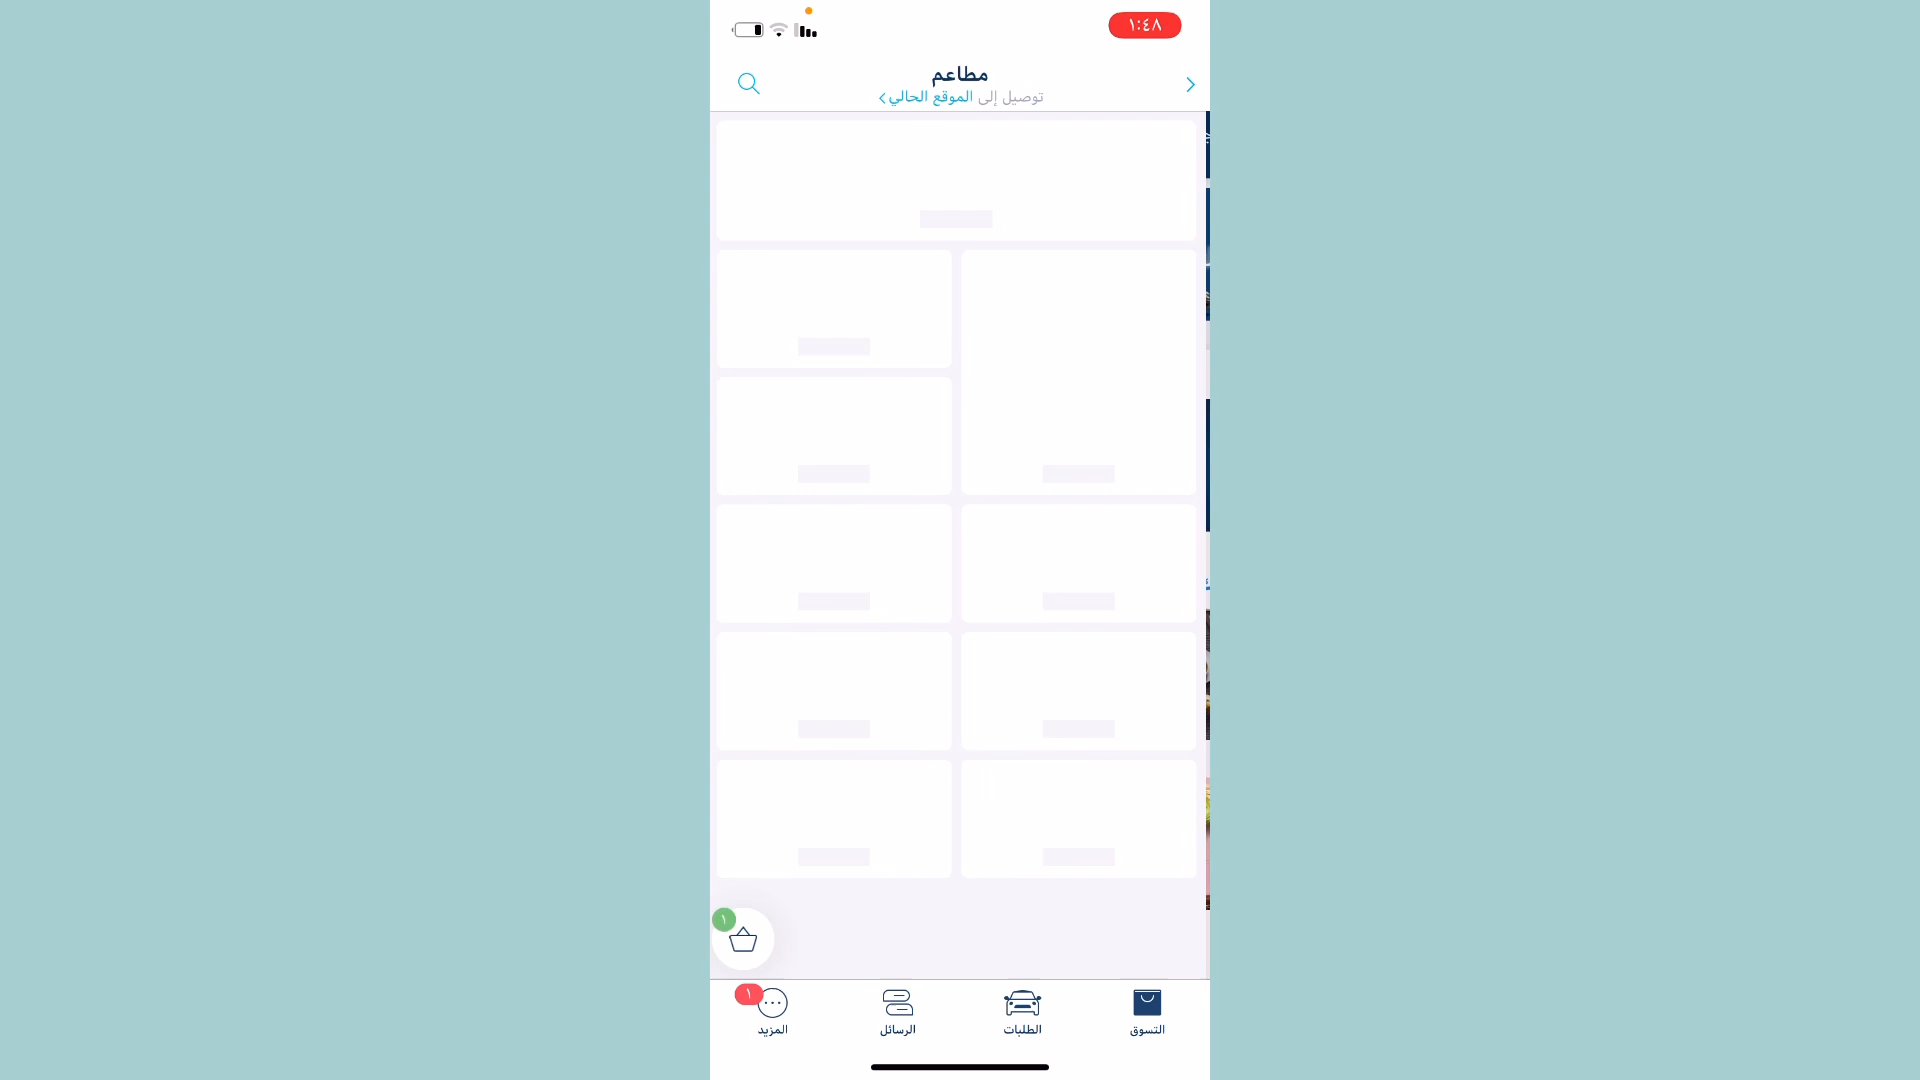 ١:٤٨
مطاعم
توصيل إلى الموقع الحالي
١
١
التسوق
الطلبات
الرسائل
المزيد